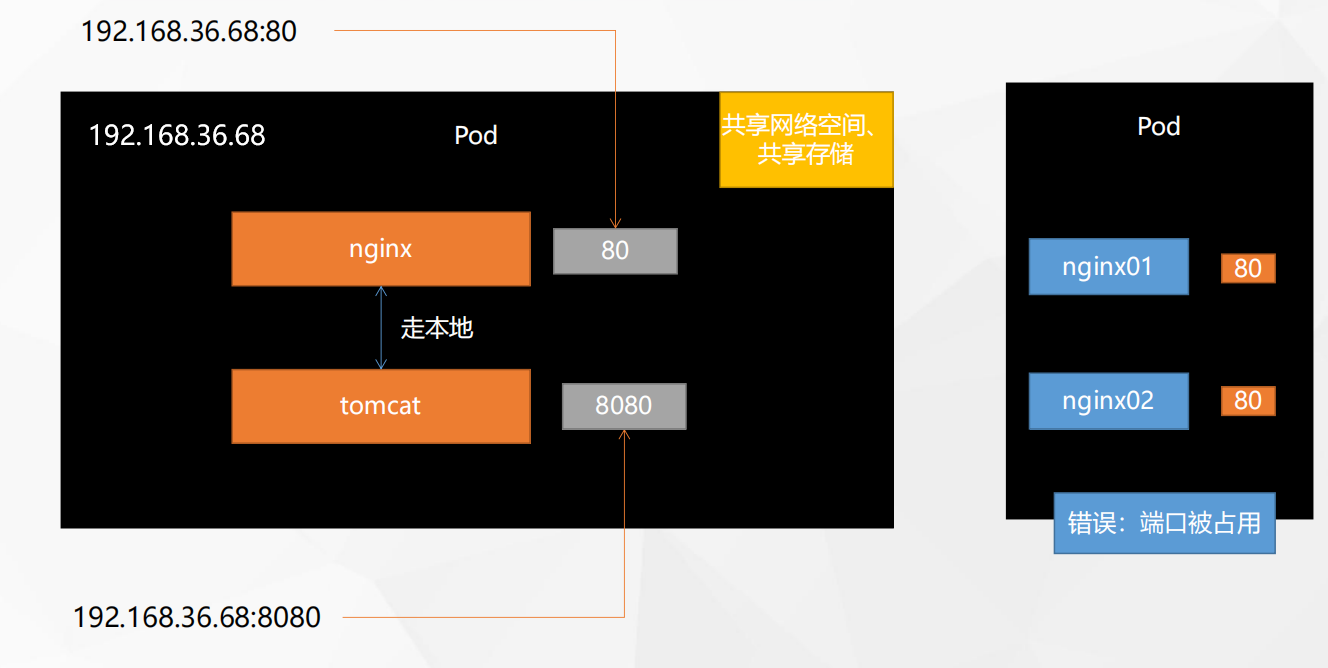 192.168.36.68:80
192.168.36.68
Pod
共享网络空间、
共享存储
nginx
80
走本地
tomcat
8080
192.168.36.68:8080
Pod
nginx01
80
nginx02
80
错误：端口被占用